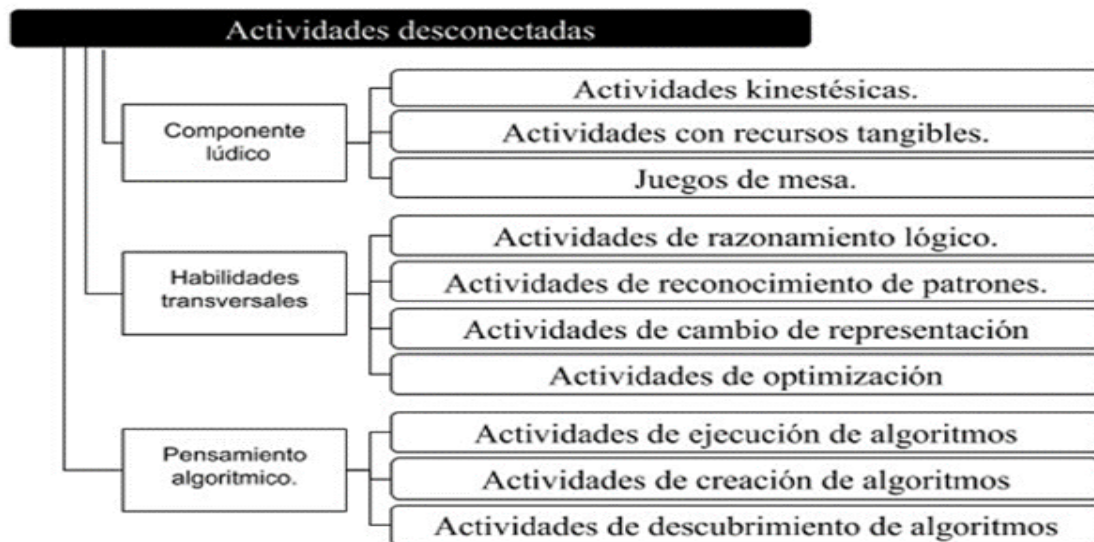 Actividades desconectadas
Componente
lúdico
Actividades kinestésicas.
Actividades con recursos tangibles.
Juegos de mesa.
Habilidades
transversales
Actividades de razonamiento lógico.
Actividades de reconocimiento de patrones.
Actividades de cambio de representación
Actividades de optimización
Pensamiento
algoritmico.
Actividades de ejecución de algoritmos
Actividades de creación de algoritmos
Actividades de descubrimiento de algoritmos